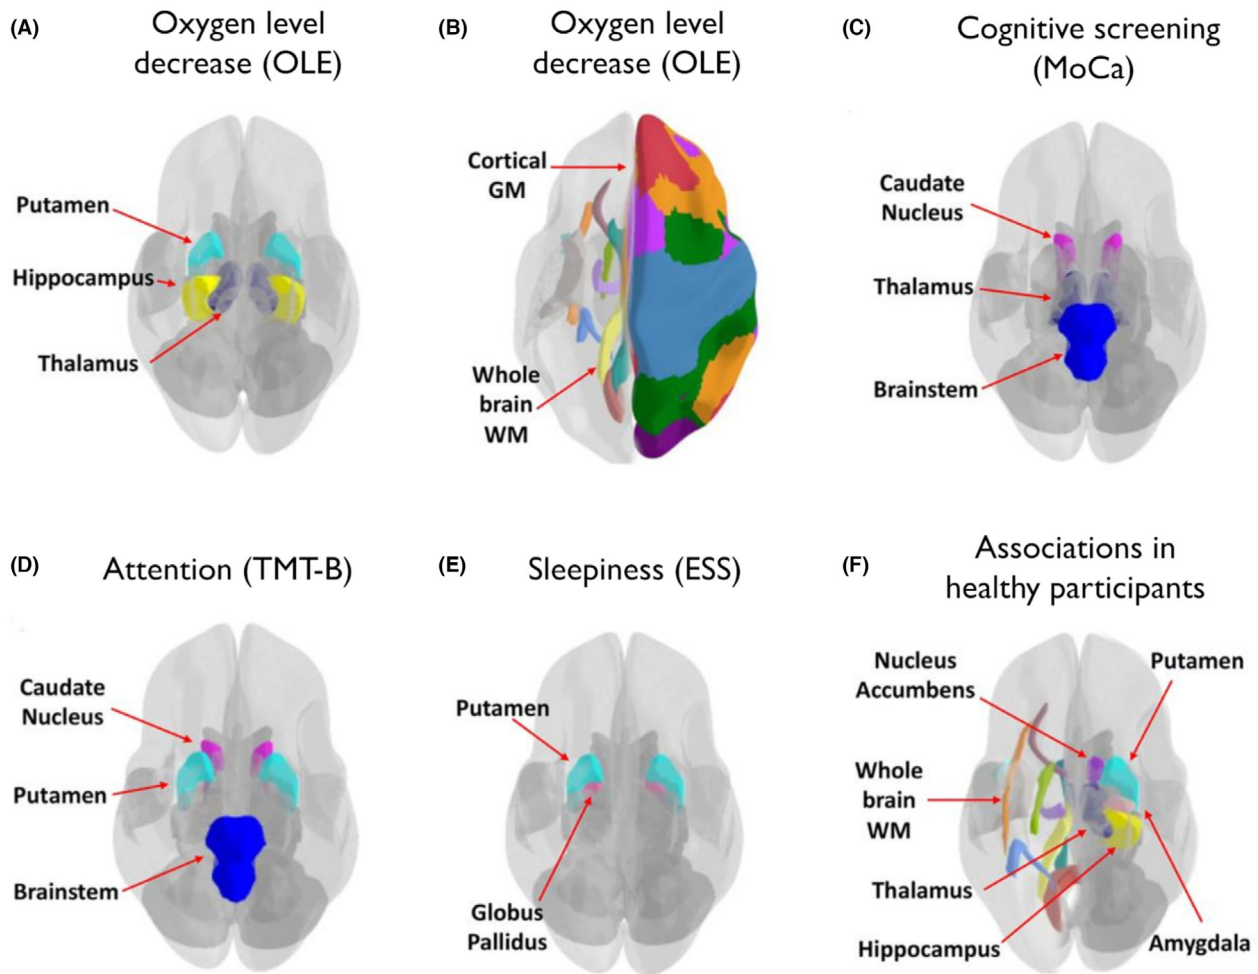 (A)
Oxygen level
decrease (OLE)
Putamen
Hippocampus
Thalamus
(B)
Oxygen level
decrease (OLE)
Cortical
GM
Whole
brain
WM
(C)
Cognitive screening
(MoCa)
Caudate
Nucleus
Thalamus
Brainstem
(D)
Attention (TMT-B)
Caudate
Nucleus
Putamen
Brainstem
(E)
Sleepiness (ESS)
Putamen
Globus
Pallidus
(F)
Associations in
healthy participants
Nucleus
Accumbens
Putamen
Whole
brain
WM
Thalamus
Hippocampus
Amygdala